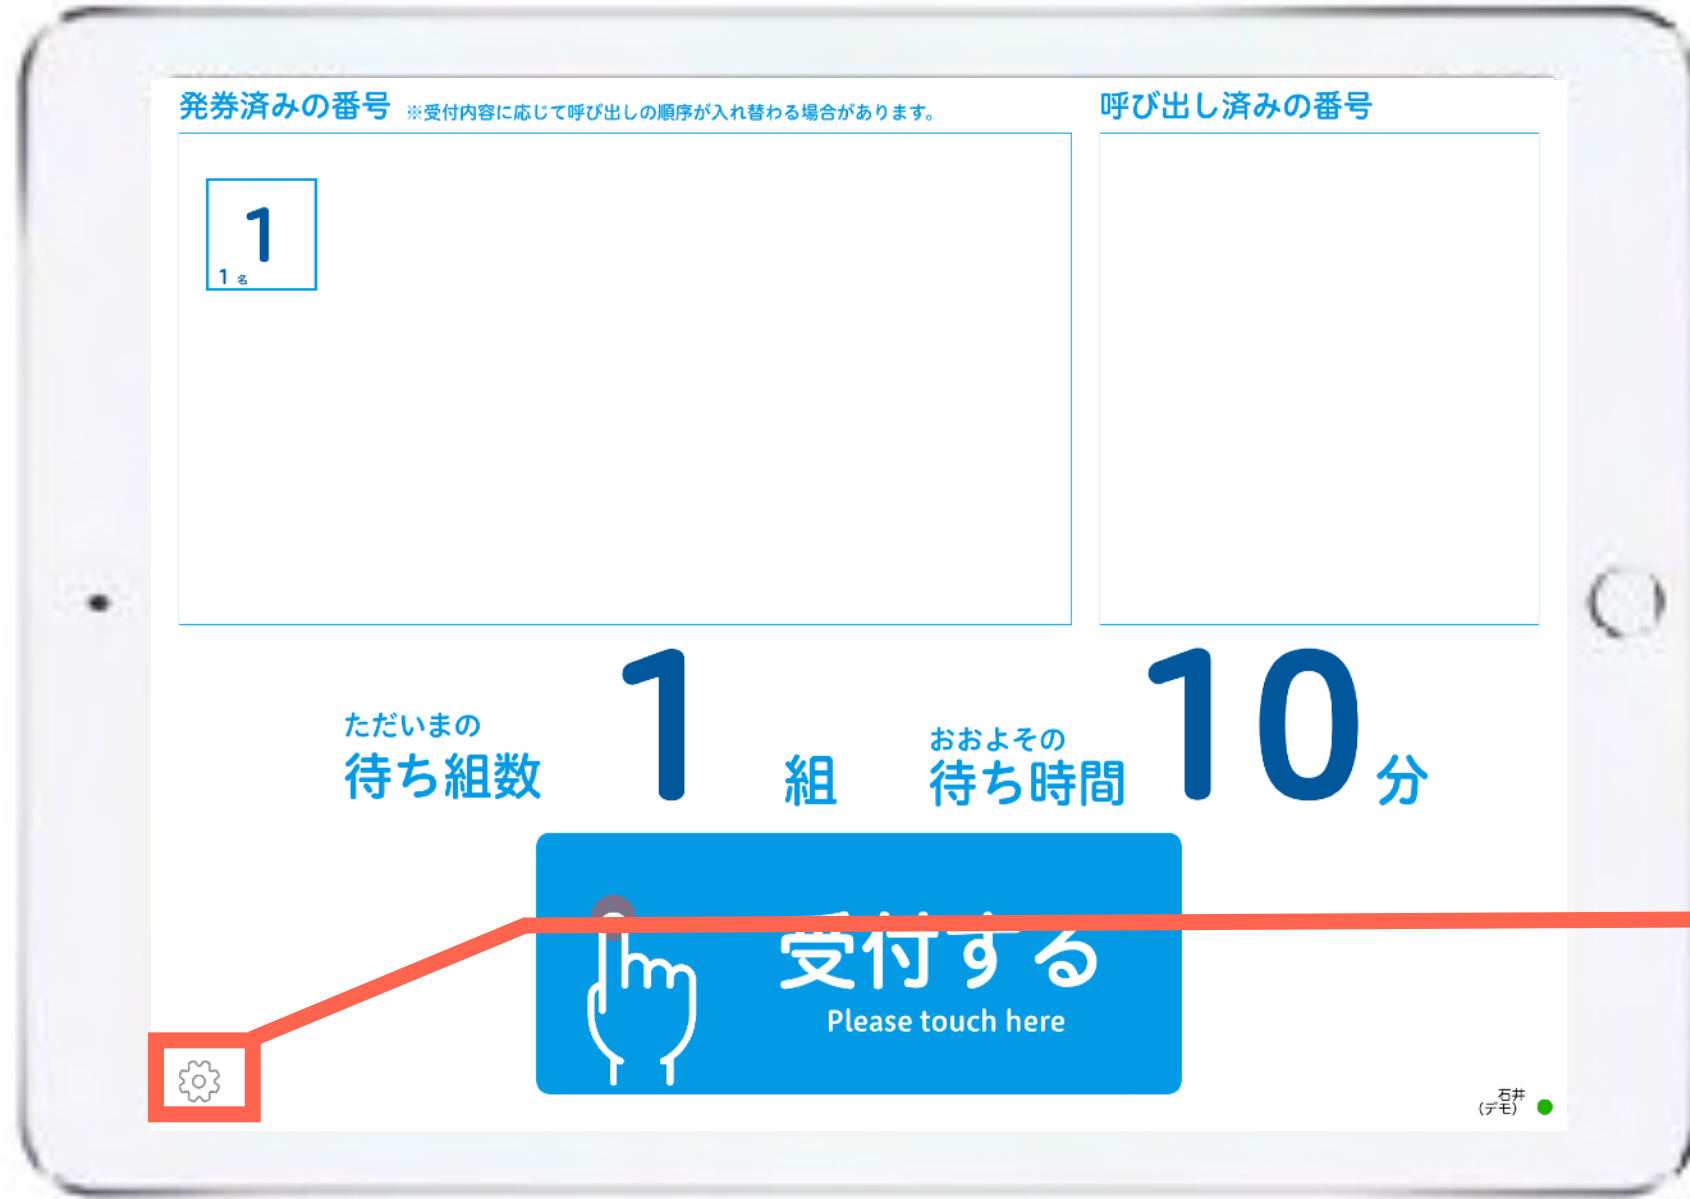 発券済みの番号 ※受付内容に応じて呼び出しの順序が入れ替わる場合があります。
呼び出し済みの番号
1
1 名
ただいまの
待ち組数 1 組
おおよその
待ち時間 10 分
受付する
Please touch here
石井
(デモ)